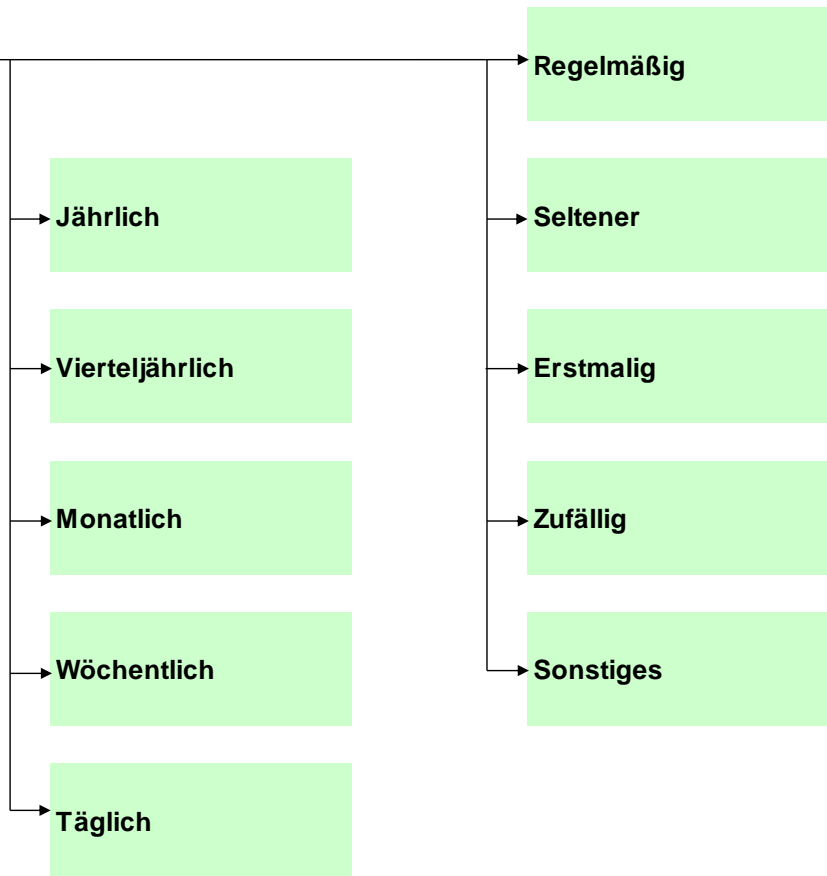 Regelmäßig
Jährlich
Seltener
Vierteljährlich
Erstmalig
Monatlich
Zufällig
Wöchentlich
Sonstiges
Täglich